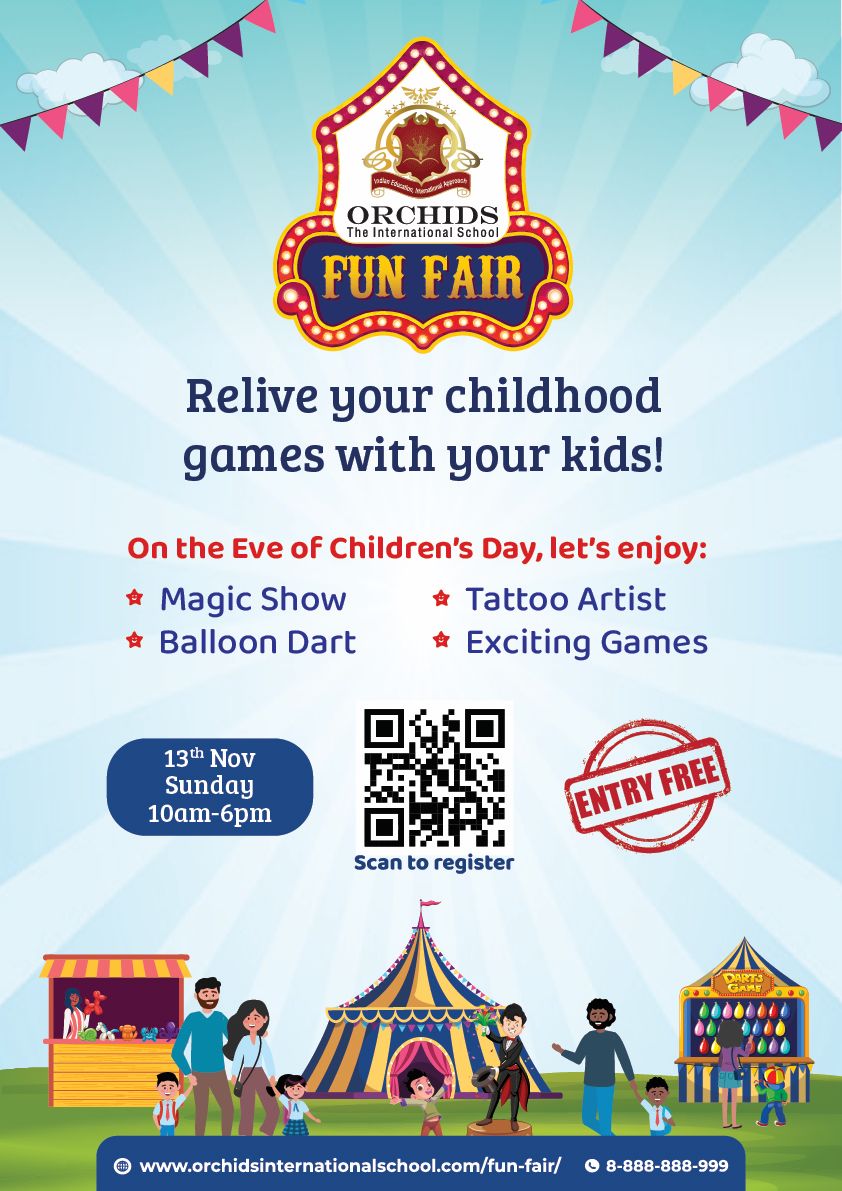 Indian Education, International Approach
ORCHIDS
The International School
FUN FAIR
Relive your childhood
games with your kids!
On the Eve of Children's Day, let's enjoy:
Magic Show
Tattoo Artist
Balloon Dart
Exciting Games
13th Nov
Sunday
10am-6pm
ENTRY FREE
Scan to register
DARTS
GAME
www.orchidsinternationalschool.com/fun-fair/
8-888-888-999